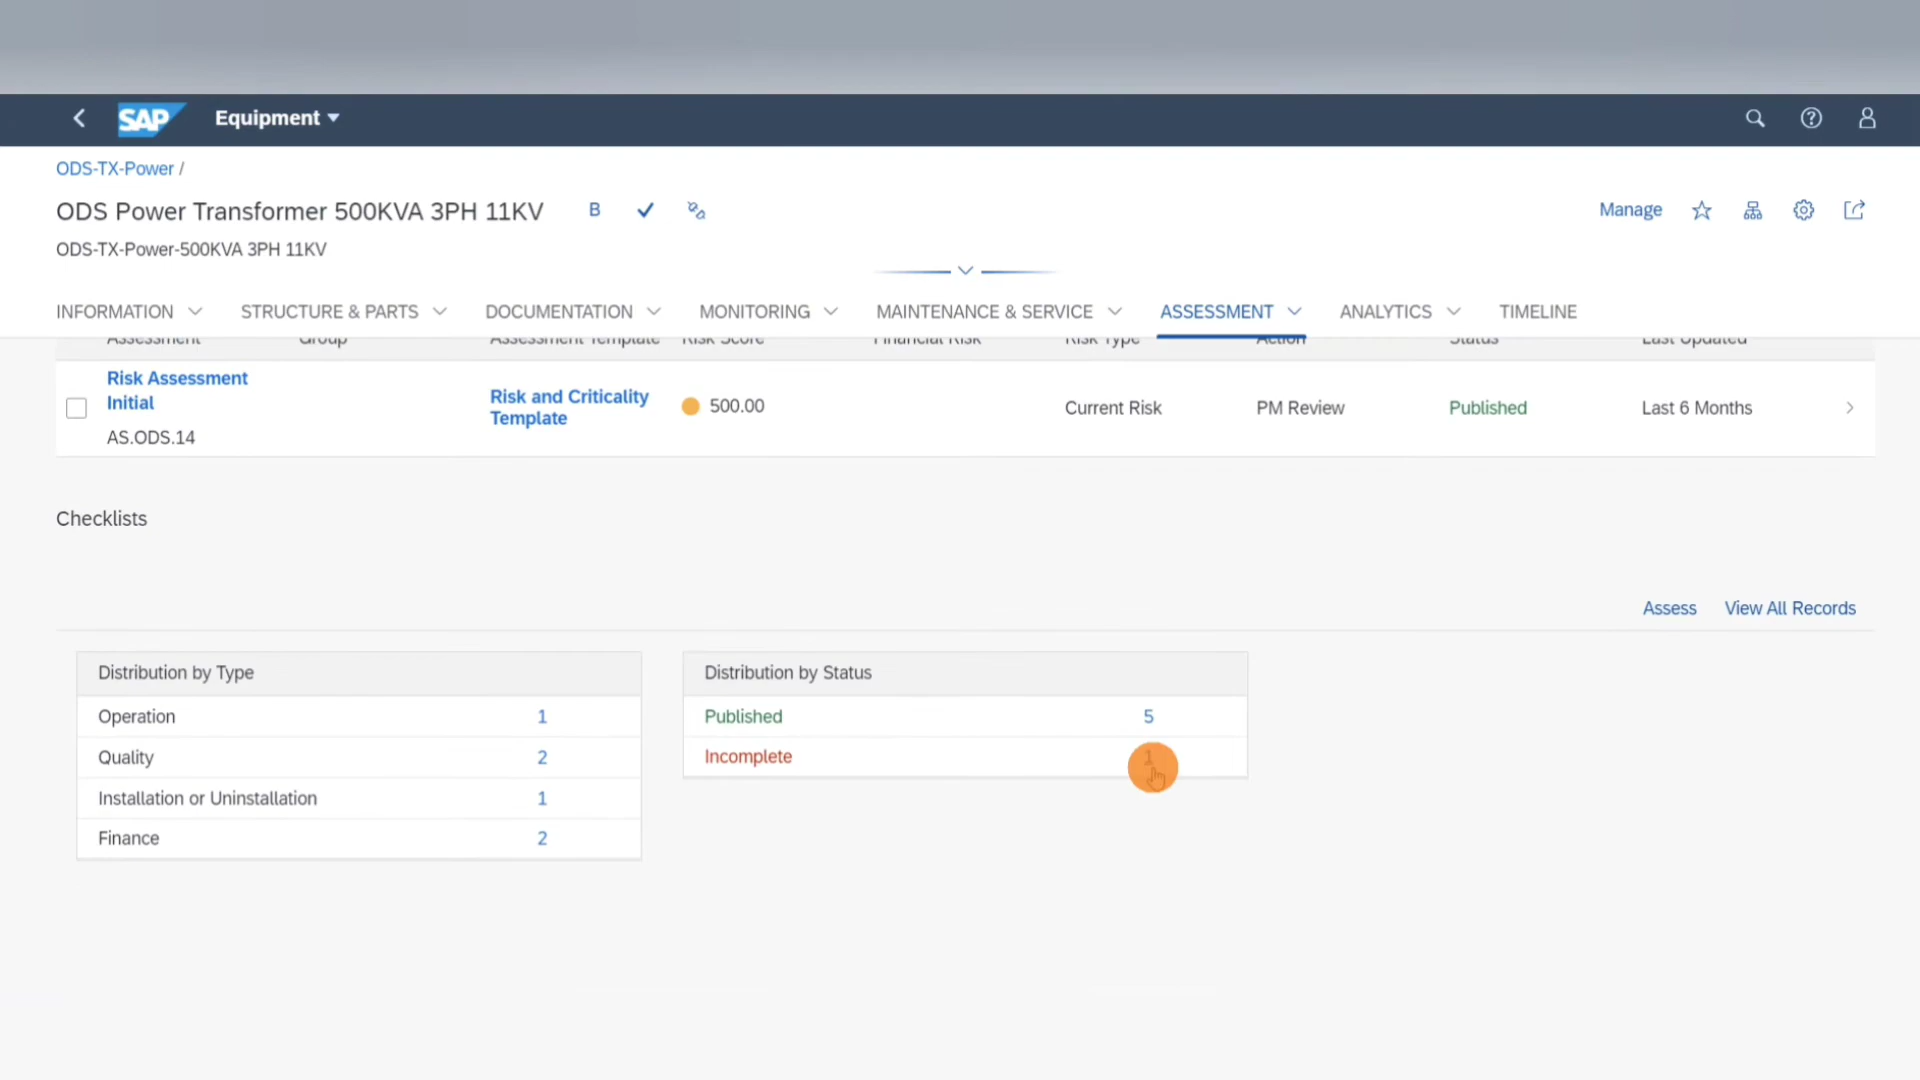 SAP Equipment
ODS-TX-Power /
ODS Power Transformer 500KVA 3PH 11KV B
Manage
ODS-TX-Power-500KVA 3PH 11KV
INFORMATION STRUCTURE & PARTS DOCUMENTATION MONITORING MAINTENANCE & SERVICE ASSESSMENT ANALYTICS TIMELINE
Assessment Group Assessment Template Risk Score Financial Risk Risk Type Action Status Last Updated
Risk Assessment
Initial
AS.ODS.14
Risk and Criticality
Template
500.00
Current Risk
PM Review
Published
Last 6 Months
Checklists
Assess View All Records
Distribution by Type
Operation 1
Quality 2
Installation or Uninstallation 1
Finance 2
Distribution by Status
Published 5
Incomplete 1